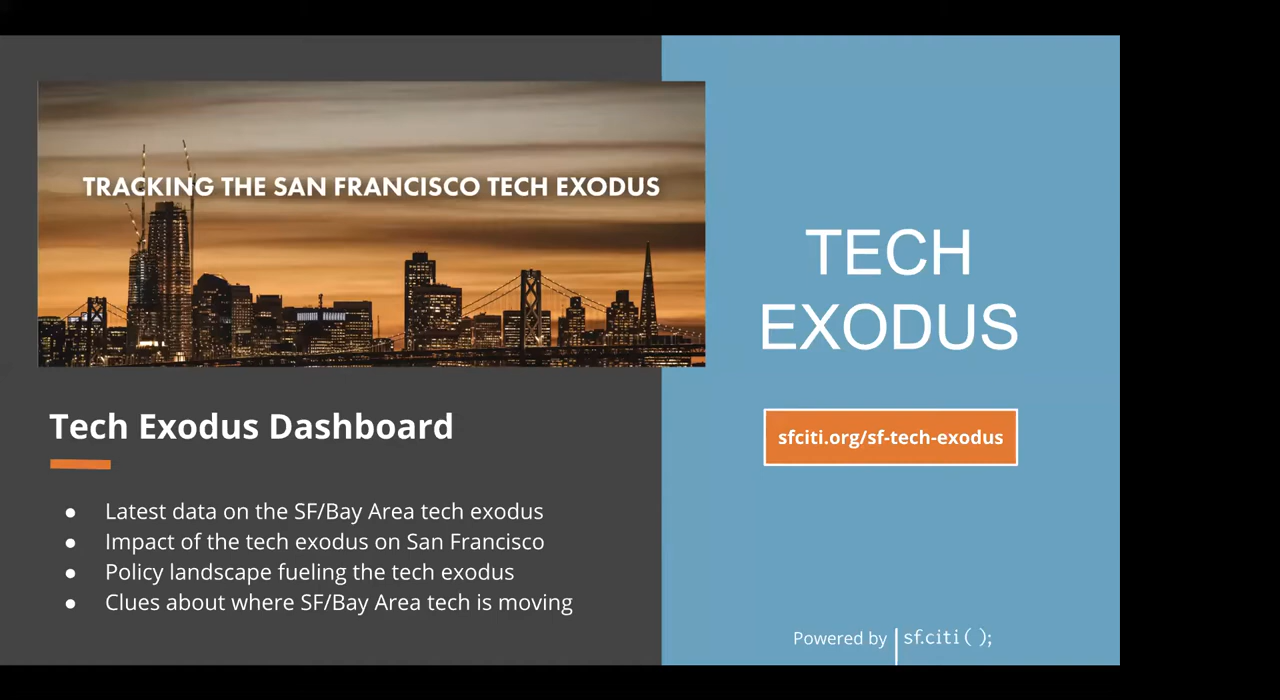 TRACKING THE SAN FRANCISCO TECH EXODUS
TECH
EXODUS
sfciti.org/sf-tech-exodus
Tech Exodus Dashboard
● Latest data on the SF/Bay Area tech exodus
● Impact of the tech exodus on San Francisco
● Policy landscape fueling the tech exodus
● Clues about where SF/Bay Area tech is moving
Powered by sf.citi( );